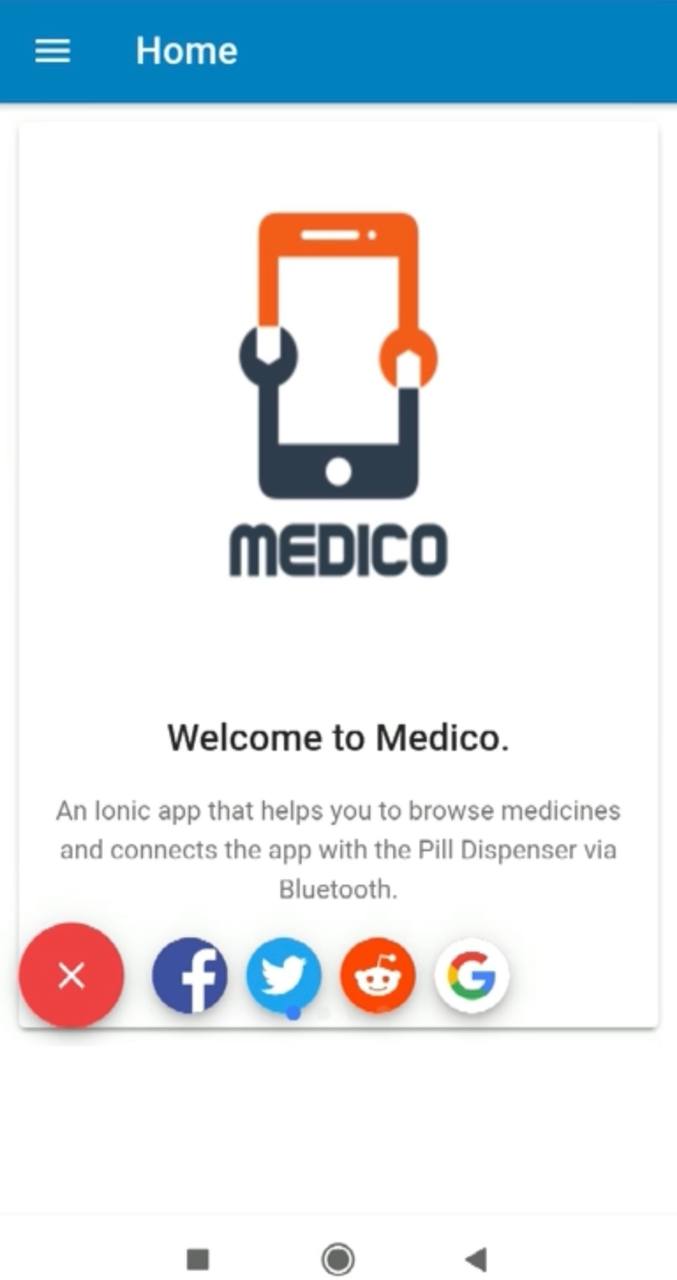 Home
MEDICO
Welcome to Medico.
An Ionic app that helps you to browse medicines
and connects the app with the Pill Dispenser via
Bluetooth.